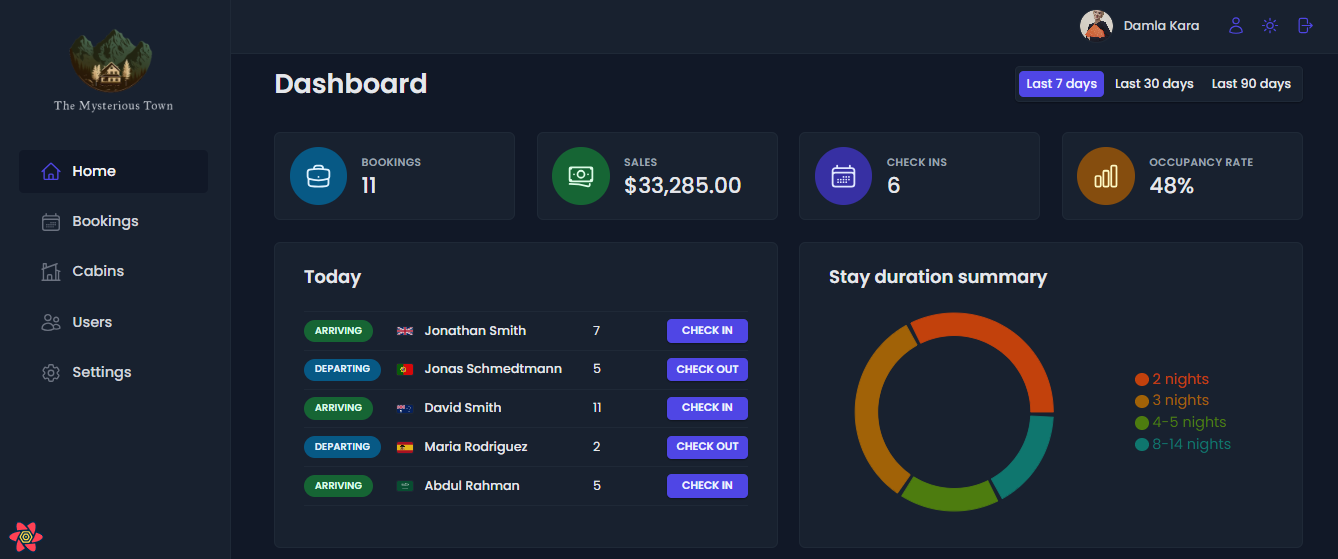 The Mysterious Town
Home
Bookings
Cabins
Users
Settings
Damla Kara
Dashboard
Last 7 days Last 30 days Last 90 days
BOOKINGS
11
SALES
$33,285.00
CHECK INS
6
OCCUPANCY RATE
48%
Today
ARRIVING Jonathan Smith 7 CHECK IN
DEPARTING Jonas Schmedtmann 5 CHECK OUT
ARRIVING David Smith 11 CHECK IN
DEPARTING Maria Rodriguez 2 CHECK OUT
ARRIVING Abdul Rahman 5 CHECK IN
Stay duration summary
2 nights
3 nights
4-5 nights
8-14 nights